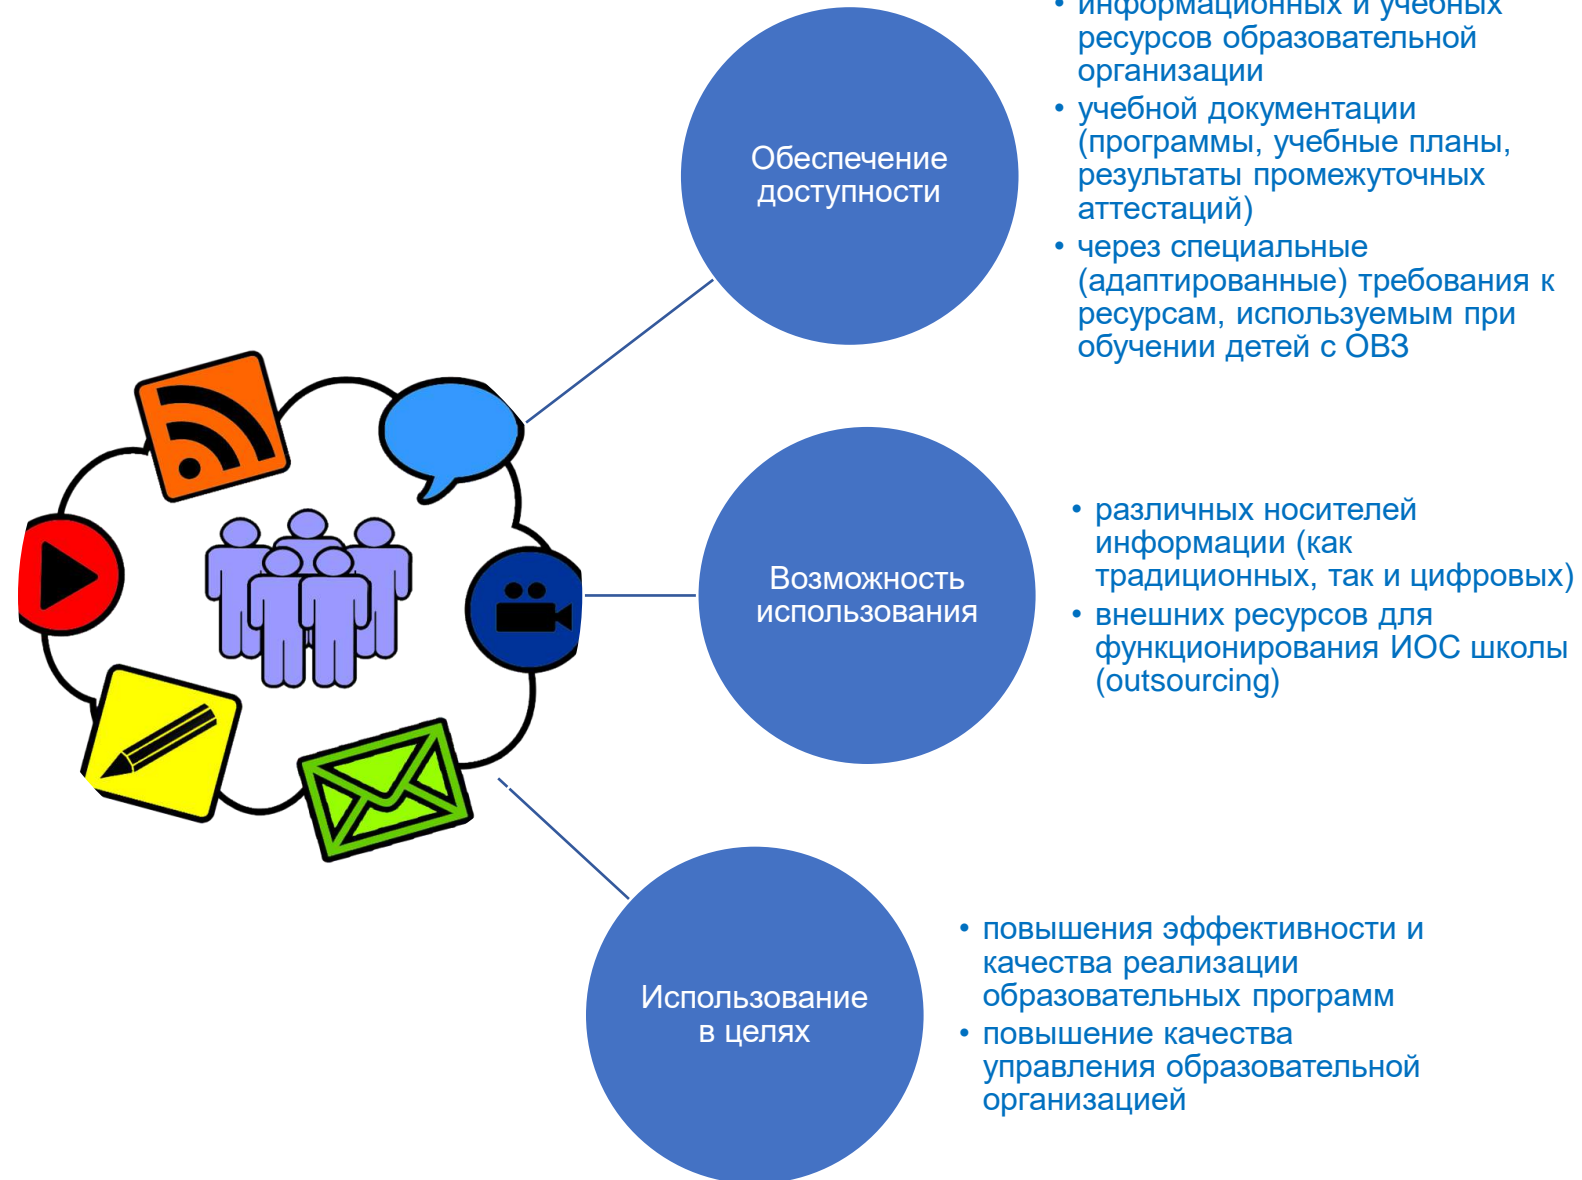 Обеспечение
доступности
• информационных и учебных
ресурсов образовательной
организации
• учебной документации
(программы, учебные планы,
результаты промежуточных
аттестаций)
• через специальные
(адаптированные) требования к
ресурсам, используемым при
обучении детей с ОВЗ
Возможность
использования
• различных носителей
информации (как
традиционных, так и цифровых)
• внешних ресурсов для
функционирования ИОС школы
(outsourcing)
Использование
в целях
• повышения эффективности и
качества реализации
образовательных программ
• повышение качества
управления образовательной
организацией